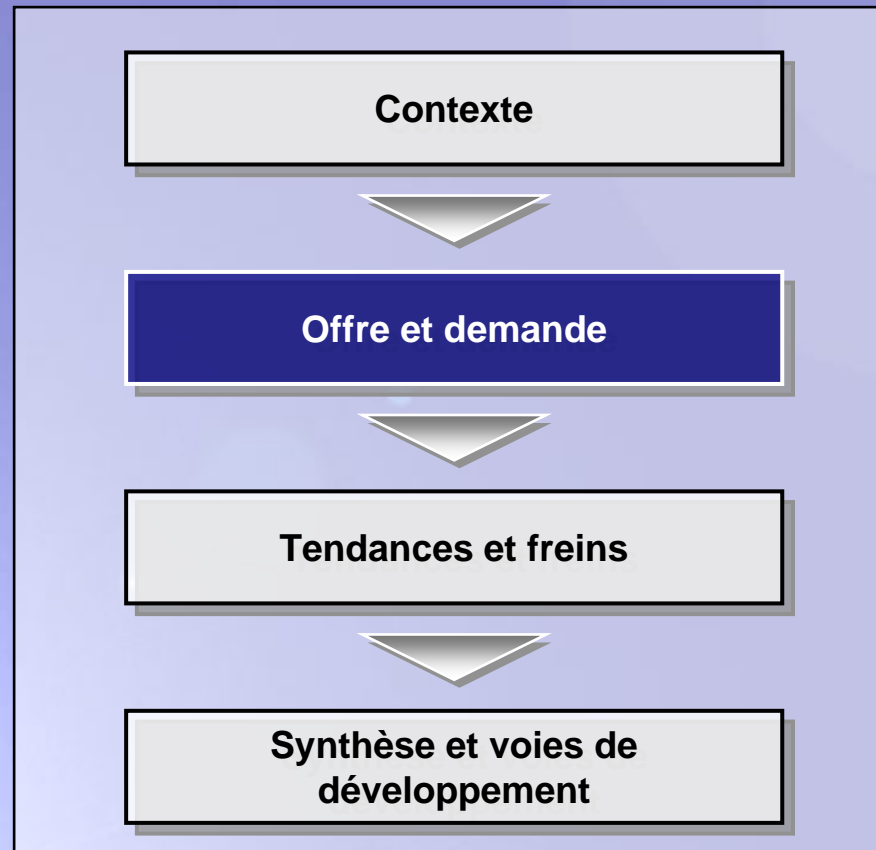 Contexte
Offre et demande
Tendances et freins
Synthèse et voies de
développement